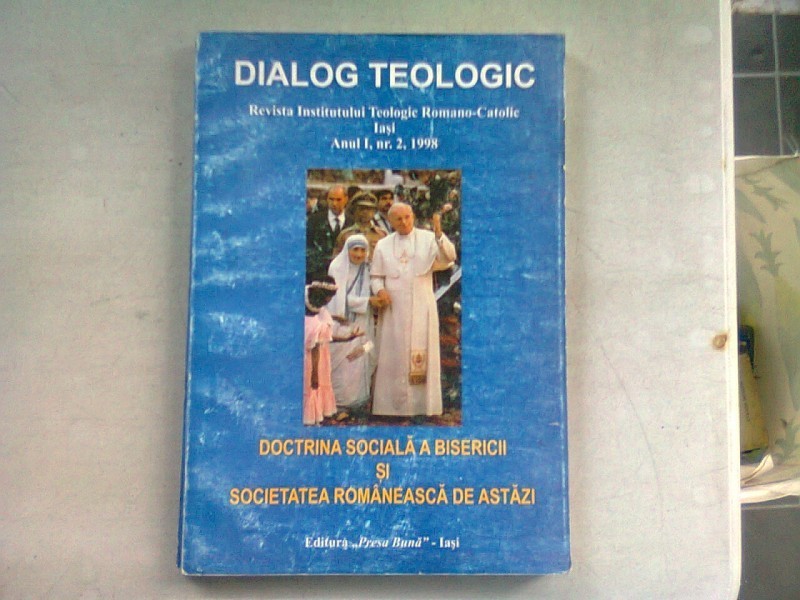 DIALOG TEOLOGIC
Revista Institutului Teologic Romano-Catolic
Iași
Anul I, nr. 2, 1998
DOCTRINA SOCIALĂ A BISERICII
ȘI
SOCIETATEA ROMÂNEASCĂ DE ASTĂZI
Editura „Presa Bună” - Iași